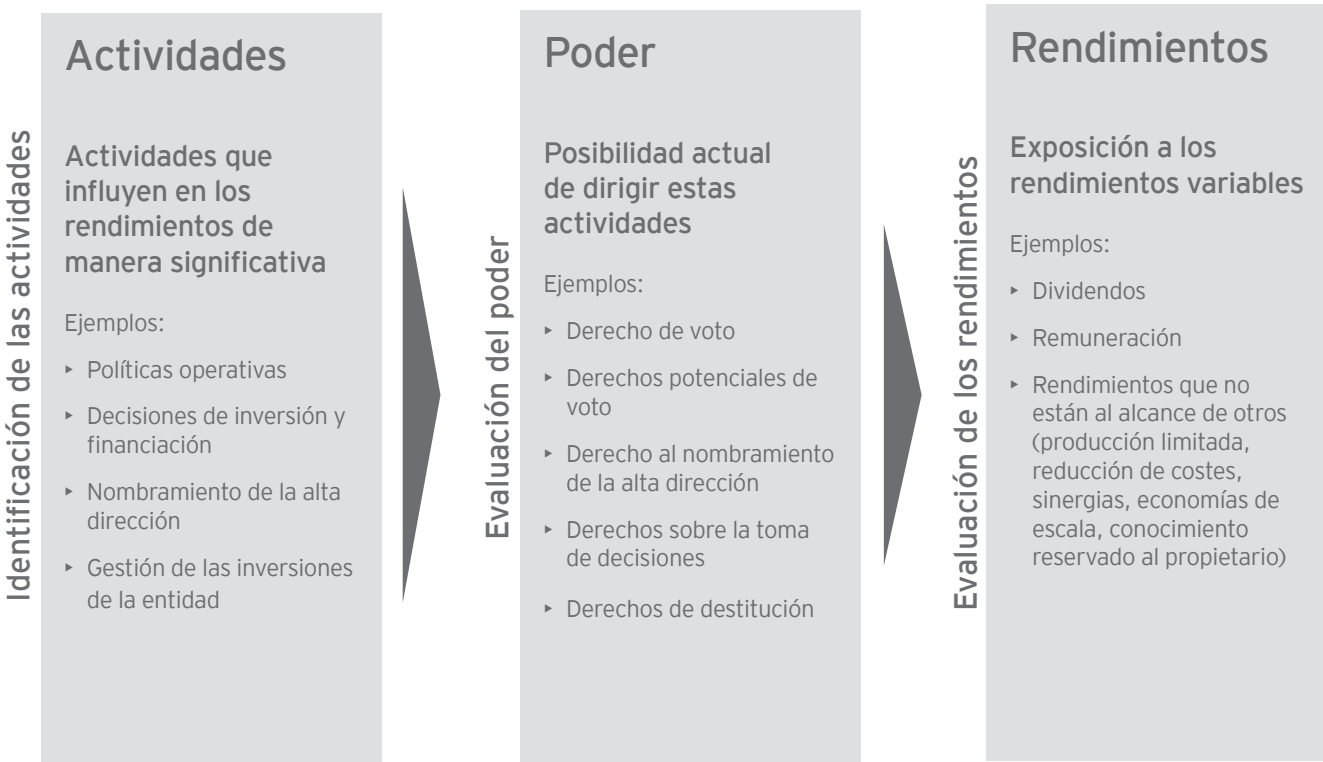 Identificación de las actividades
Actividades
Actividades que
influyen en los
rendimientos de
manera significativa
Ejemplos:
‣ Políticas operativas
‣ Decisiones de inversión y
financiación
‣ Nombramiento de la alta
dirección
‣ Gestión de las inversiones
de la entidad
Evaluación del poder
Poder
Posibilidad actual
de dirigir estas
actividades
Ejemplos:
‣ Derecho de voto
‣ Derechos potenciales de
voto
‣ Derecho al nombramiento
de la alta dirección
‣ Derechos sobre la toma
de decisiones
‣ Derechos de destitución
Evaluación de los rendimientos
Rendimientos
Exposición a los
rendimientos variables
Ejemplos:
‣ Dividendos
‣ Remuneración
‣ Rendimientos que no
están al alcance de otros
(producción limitada,
reducción de costes,
sinergias, economías de
escala, conocimiento
reservado al propietario)